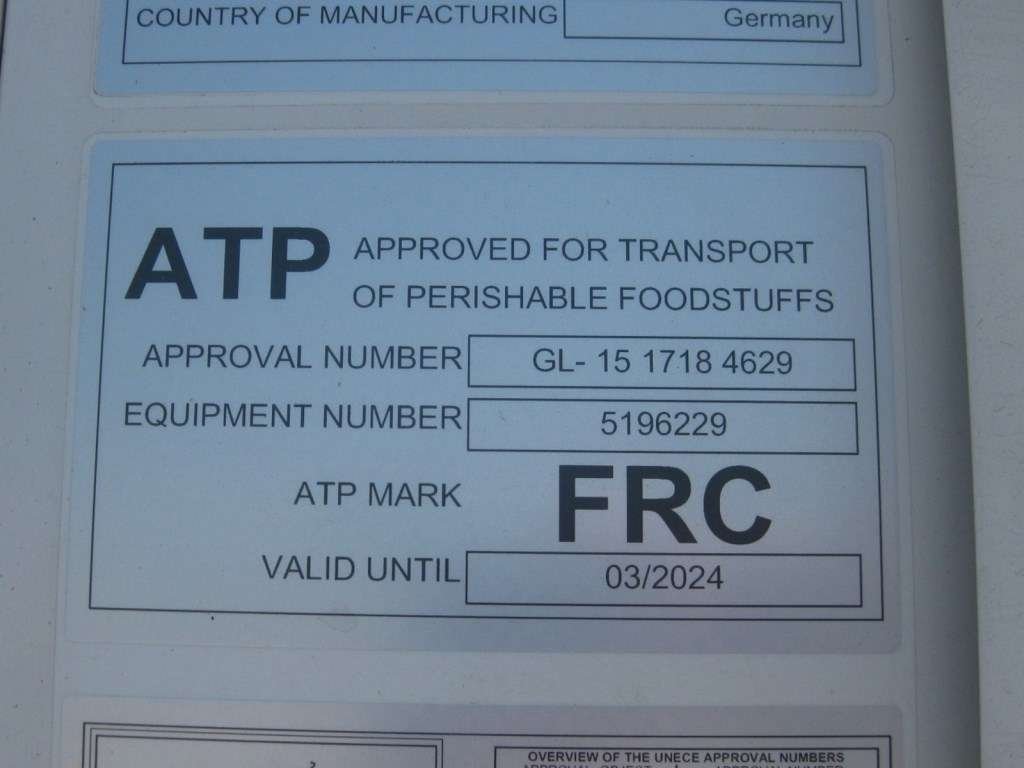 COUNTRY OF MANUFACTURING Germany
ATP APPROVED FOR TRANSPORT
OF PERISHABLE FOODSTUFFS
APPROVAL NUMBER GL- 15 1718 4629
EQUIPMENT NUMBER 5196229
ATP MARK FRC
VALID UNTIL 03/2024
OVERVIEW OF THE UNECE APPROVAL NUMBERS